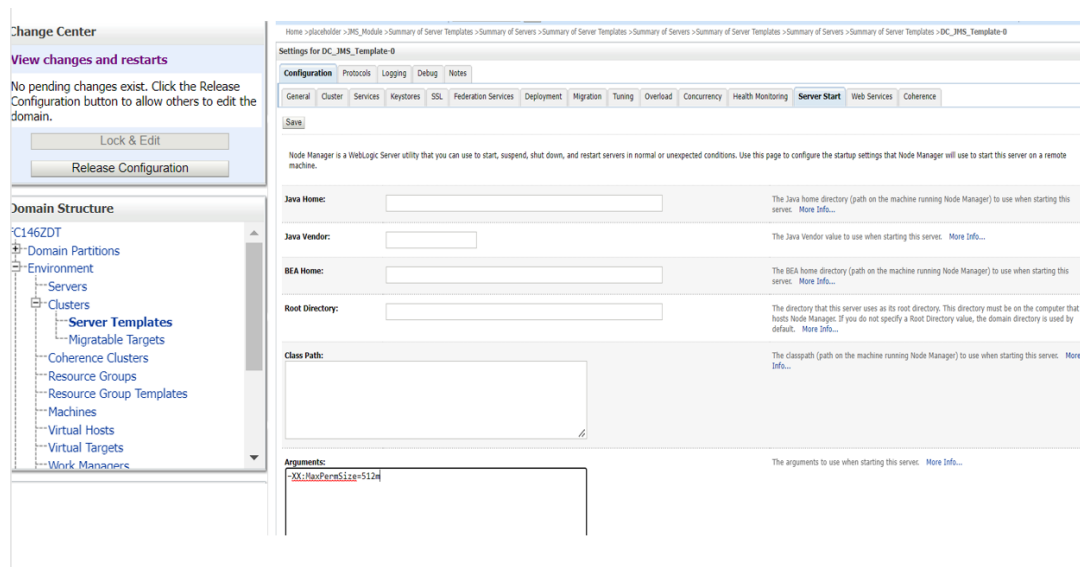 Change Center
View changes and restarts
No pending changes exist. Click the Release
Configuration button to allow others to edit the
domain.
Lock & Edit
Release Configuration
Domain Structure
FC146ZDT
Domain Partitions
Environment
Servers
Clusters
Server Templates
Migratable Targets
Coherence Clusters
Resource Groups
Resource Group Templates
Machines
Virtual Hosts
Virtual Targets
Work Managers
Home >placeholder >JMS_Module >Summary of Server Templates >Summary of Servers >Summary of Server Templates >Summary of Servers >Summary of Server Templates >Summary of Servers >Summary of Server Templates >DC_JMS_Template-0
Settings for DC_JMS_Template-0
Configuration Protocols Logging Debug Notes
General Cluster Services Keystores SSL Federation Services Deployment Migration Tuning Overload Concurrency Health Monitoring Server Start Web Services Coherence
Save
Node Manager is a WebLogic Server utility that you can use to start, suspend, shut down, and restart servers in normal or unexpected conditions. Use this page to configure the startup settings that Node Manager will use to start this server on a remote
machine.
Java Home:
The Java home directory (path on the machine running Node Manager) to use when starting this
server. More Info...
Java Vendor:
The Java Vendor value to use when starting this server. More Info...
BEA Home:
The BEA home directory (path on the machine running Node Manager) to use when starting this
server. More Info...
Root Directory:
The directory that this server uses as its root directory. This directory must be on the computer that
hosts Node Manager. If you do not specify a Root Directory value, the domain directory is used by
default. More Info...
Class Path:
The classpath (path on the machine running Node Manager) to use when starting this server. More
Info...
Arguments:
The arguments to use when starting this server. More Info...
-XX:MaxPermSize=512m